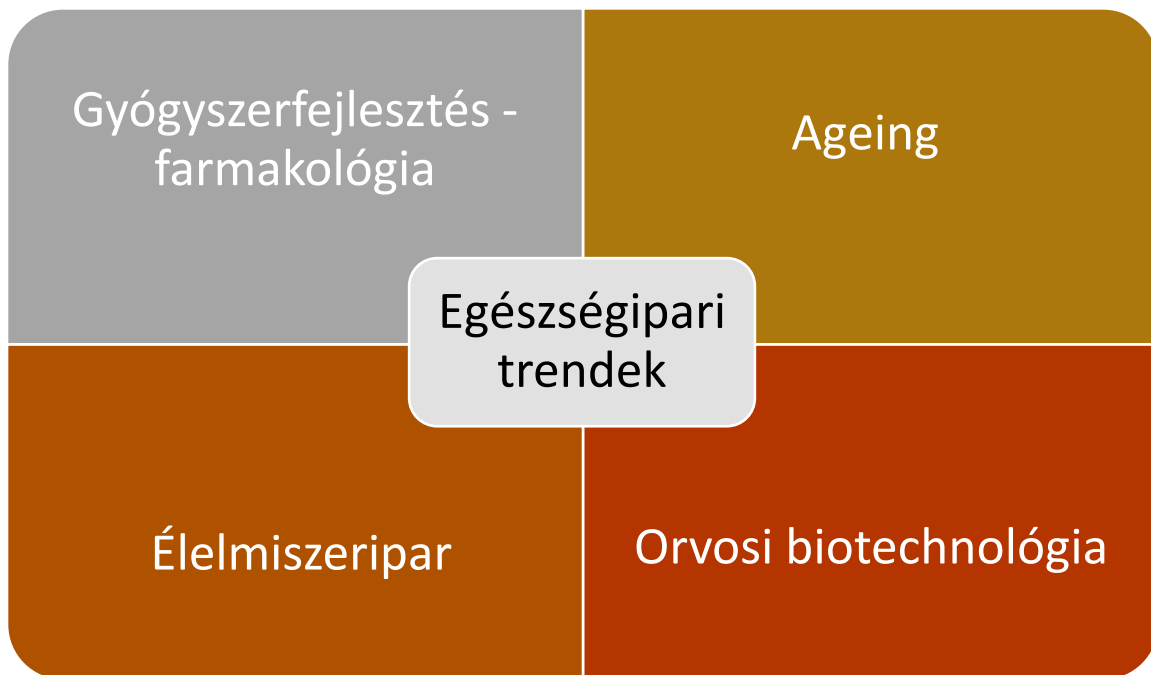 Gyógyszerfejlesztés -
farmakológia
Ageing
Egészségipari
trendek
Élelmiszeripar
Orvosi biotechnológia